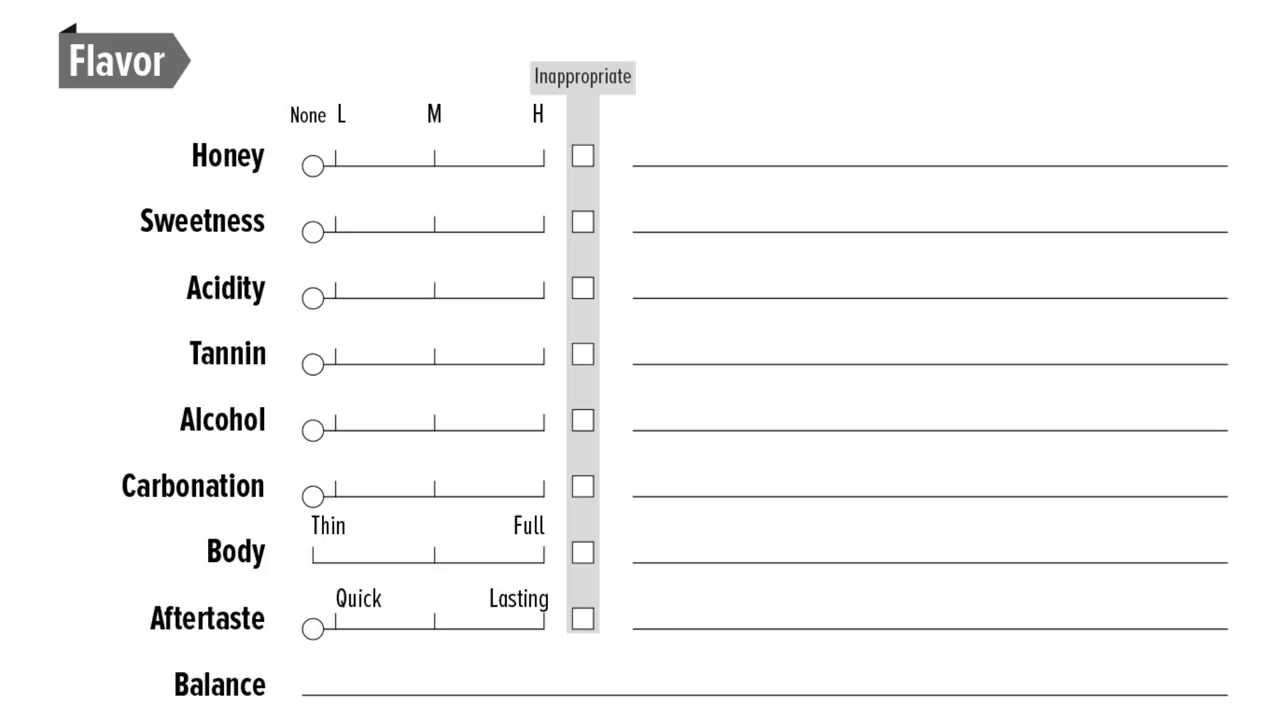 Flavor
Inappropriate
None L M H
Honey
Sweetness
Acidity
Tannin
Alcohol
Carbonation
Thin Full
Body
Quick Lasting
Aftertaste
Balance